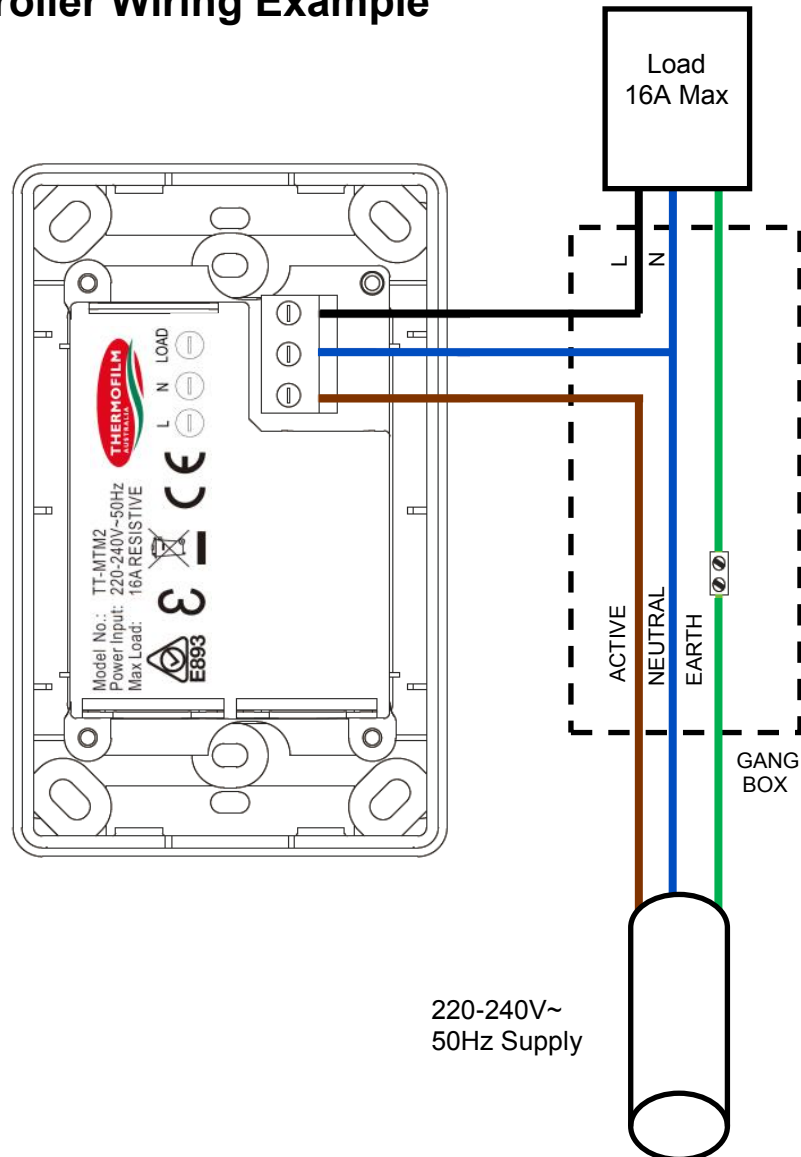 roller Wiring Example
Load
16A Max
L
N
LOAD
N
L
THERMOFILM
AUSTRALIA
CE
Model No.: TT-MTM2
Power Input: 220-240V~50Hz
Max Load: 16A RESISTIVE
E893
ACTIVE
NEUTRAL
EARTH
GANG
BOX
220-240V~
50Hz Supply